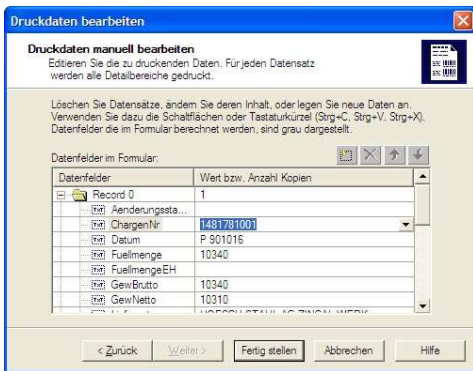 Druckdaten bearbeiten
Druckdaten manuell bearbeiten
Editieren Sie die zu druckenden Daten. Für jeden Datensatz
werden alle Detailbereiche gedruckt.
Löschen Sie Datensätze, ändern Sie deren Inhalt, oder legen Sie neue Daten an.
Verwenden Sie dazu die Schaltflächen oder Tastaturkürzel (Strg+C, Strg+V, Strg+X).
Datenfelder die im Formular berechnet werden, sind grau dargestellt.
Datenfelder im Formular:
Datenfelder Wert bzw. Anzahl Kopien
Record 0 1
Aenderungssta...
ChargenNr 1481781001
Datum P 901016
Fuellmenge 10340
FuellmengeEH
GewBrutto 10340
GewNetto 10310
< Zurück Weiter > Fertig stellen Abbrechen Hilfe